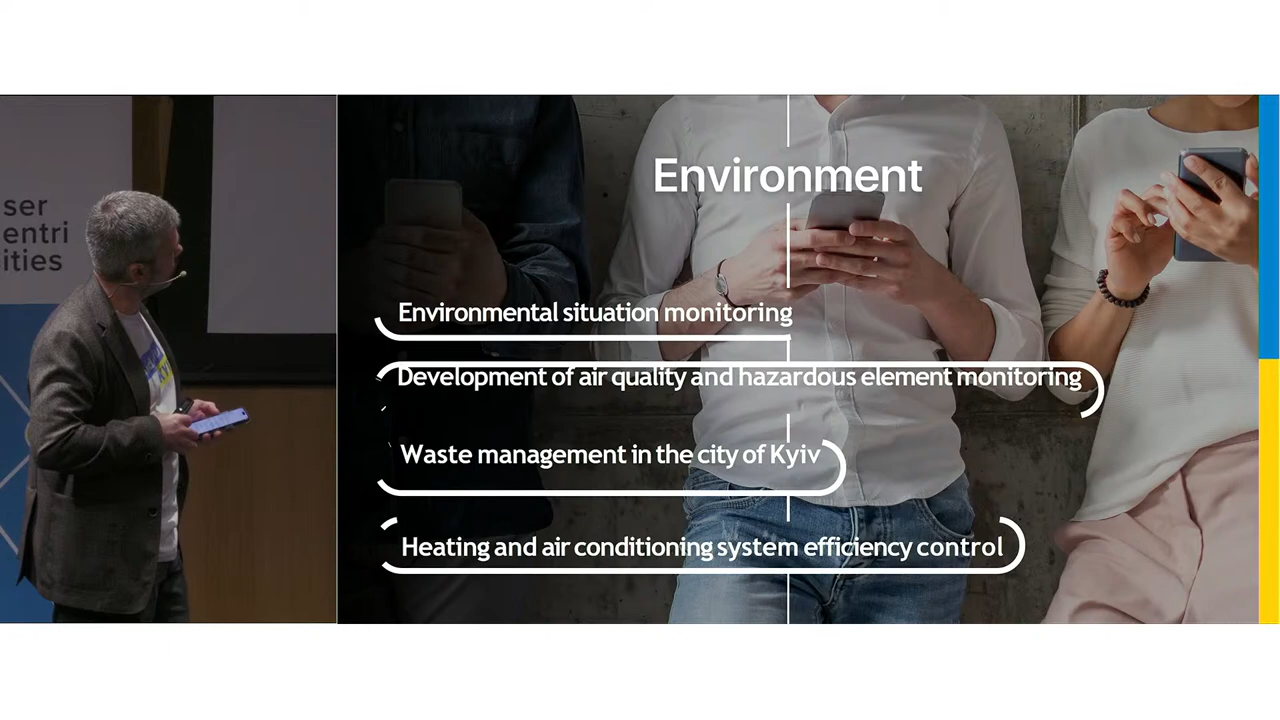 ser
entri
ities
Environment
Environmental situation monitoring
Development of air quality and hazardous element monitoring
Waste management in the city of Kyiv
Heating and air conditioning system efficiency control